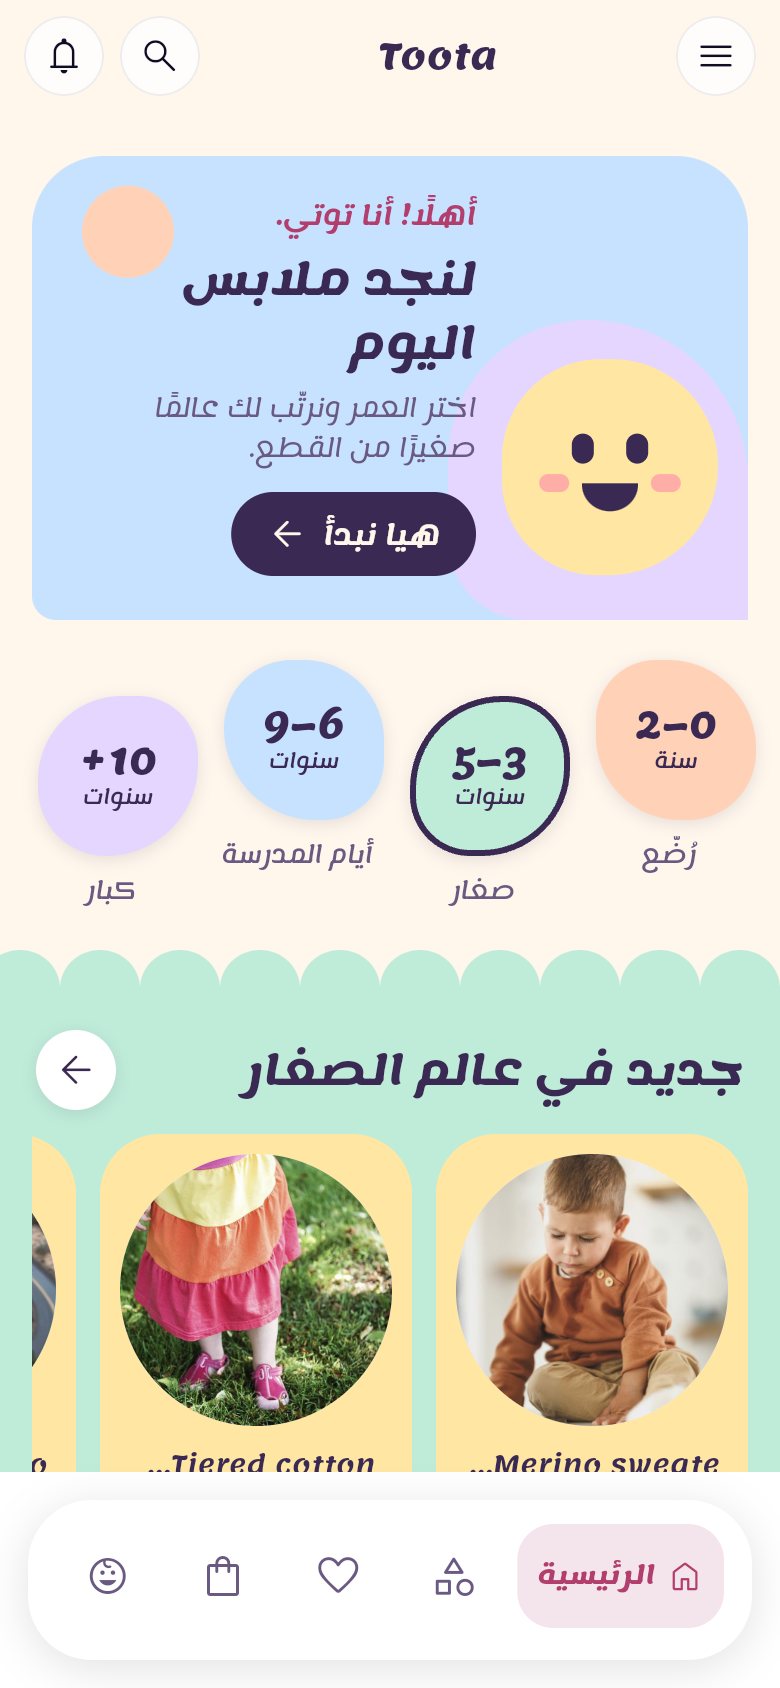 Toota
أهلًا! أنا توتي.
لنجد ملابس
اليوم
اختر العمر ونرتّب لك عالمًا
صغيرًا من القطع.
هيا نبدأ
0–2
سنة
رُضّع
3–5
سنوات
صغار
6–9
سنوات
أيام المدرسة
10+
سنوات
كبار
جديد في عالم الصغار
Merino sweate...
Tiered cotton...
الرئيسية